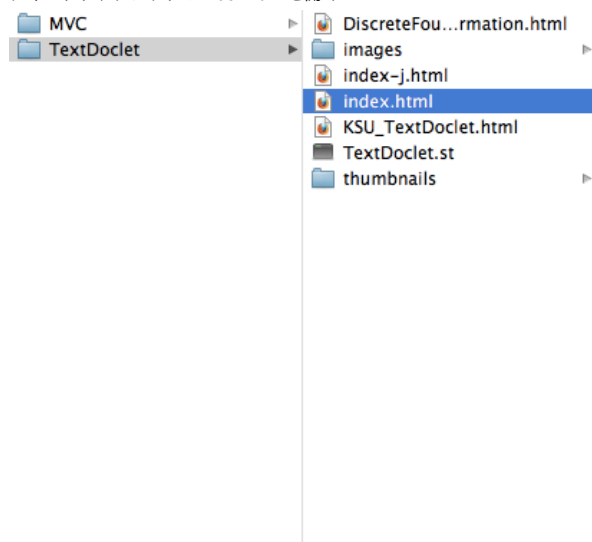 MVC
TextDoclet
DiscreteFou...rmation.html
images
index-j.html
index.html
KSU_TextDoclet.html
TextDoclet.st
thumbnails